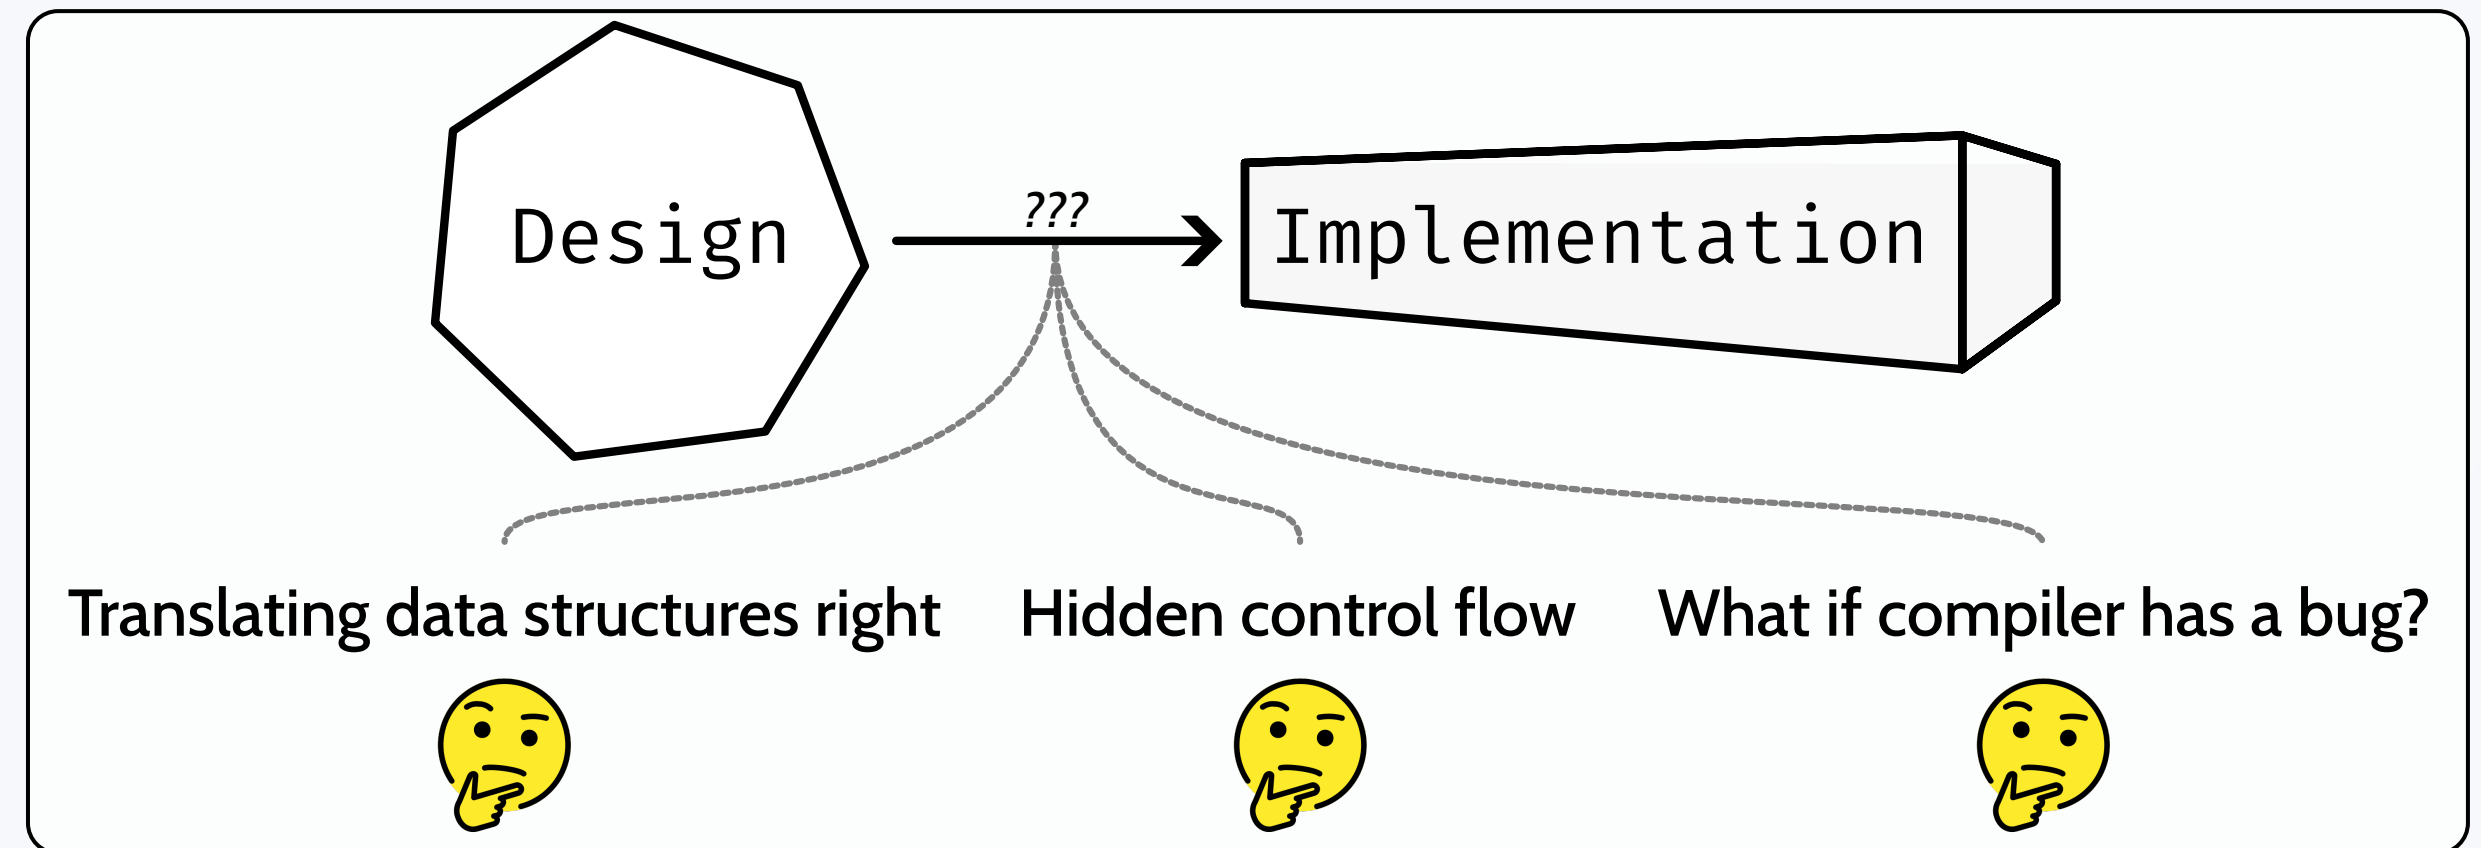 Design
???
Implementation
Translating data structures right
Hidden control flow
What if compiler has a bug?